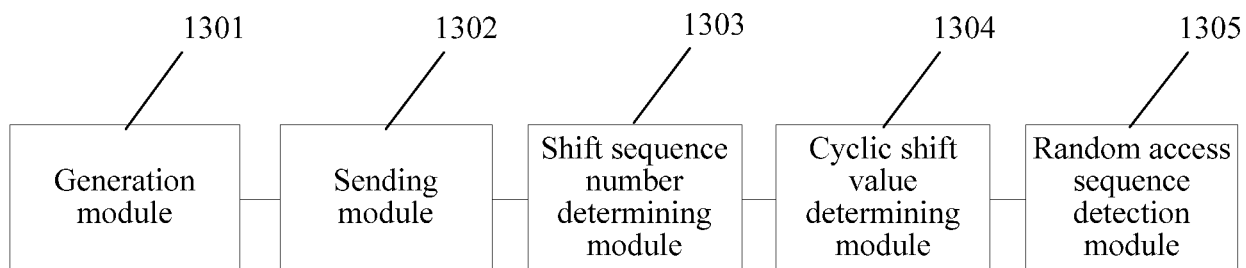 1301
1302
1303
1304
1305
Generation
module
Sending
module
Shift sequence
number
determining
module
Cyclic shift
value
determining
module
Random access
sequence
detection
module